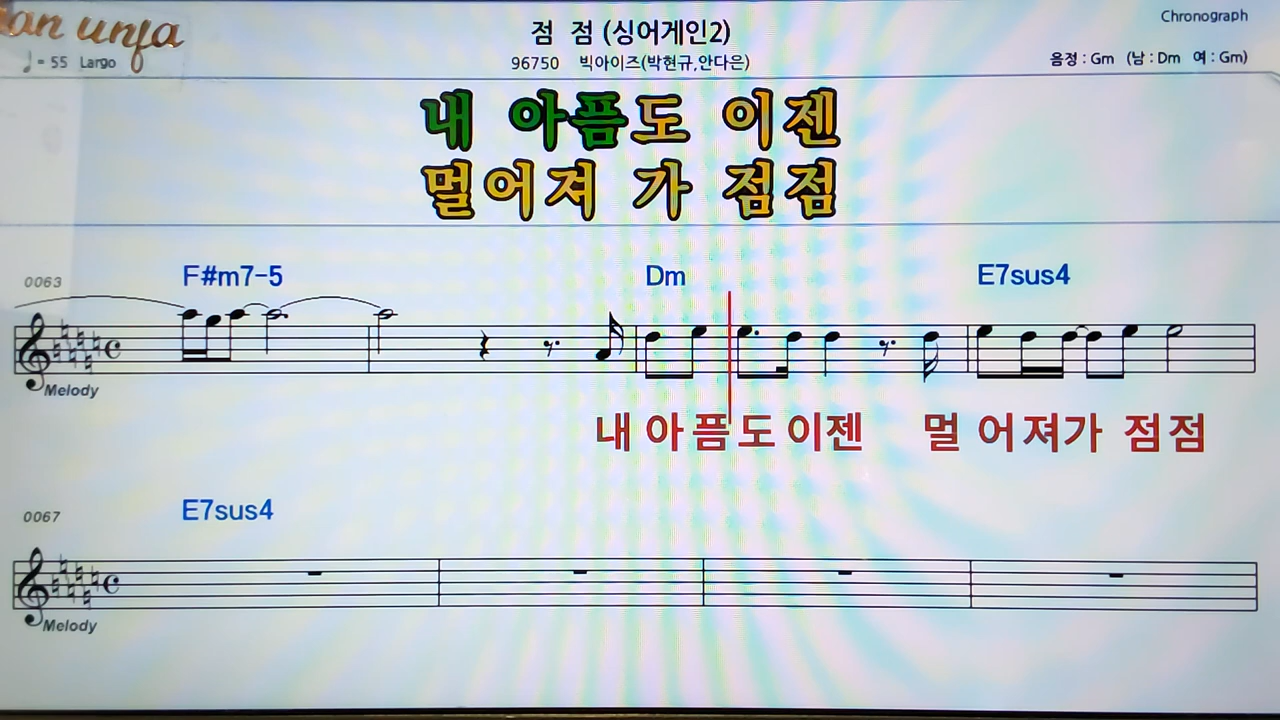 an unfa
♩= 55 Largo
점 점 (싱어게인2)
96750 빅아이즈(박현규,안다은)
Chronograph
음정 : Gm (남 : Dm 여 : Gm)
내 아픔도 이젠
멀어져 가 점점
0063 F#m7-5 Dm E7sus4
Melody
내 아픔도 이젠 멀 어져가 점점
0067 E7sus4
Melody